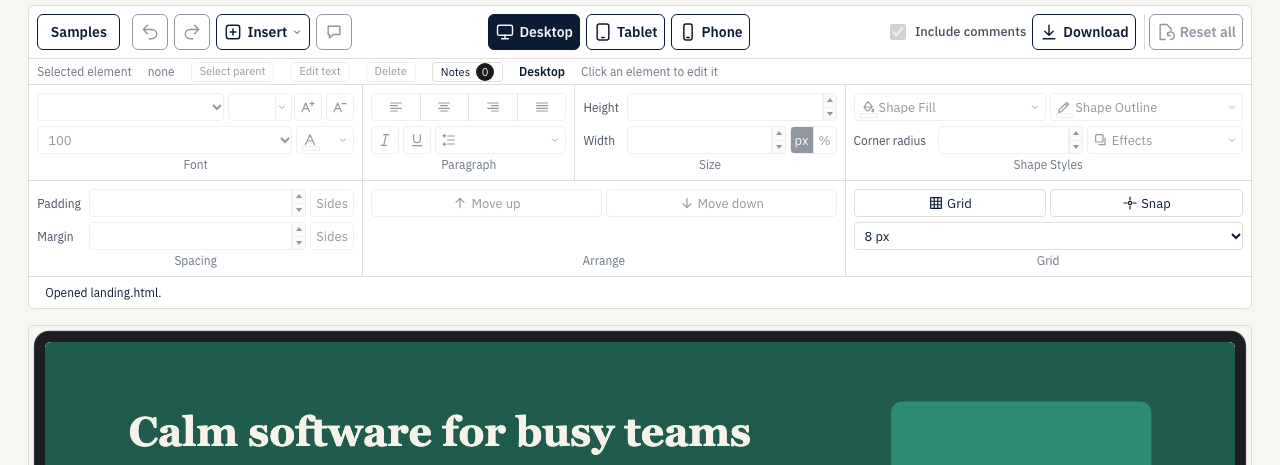 Samples Insert Desktop Tablet Phone Include comments Download Reset all
Selected element none Select parent Edit text Delete Notes 0 Desktop Click an element to edit it
A+ A- Height Shape Fill Shape Outline
100 A I U Width px % Corner radius Effects
Font Paragraph Size Shape Styles
Padding Sides Move up Move down Grid Snap
Margin Sides 8 px
Spacing Arrange Grid
Opened landing.html.
Calm software for busy teams